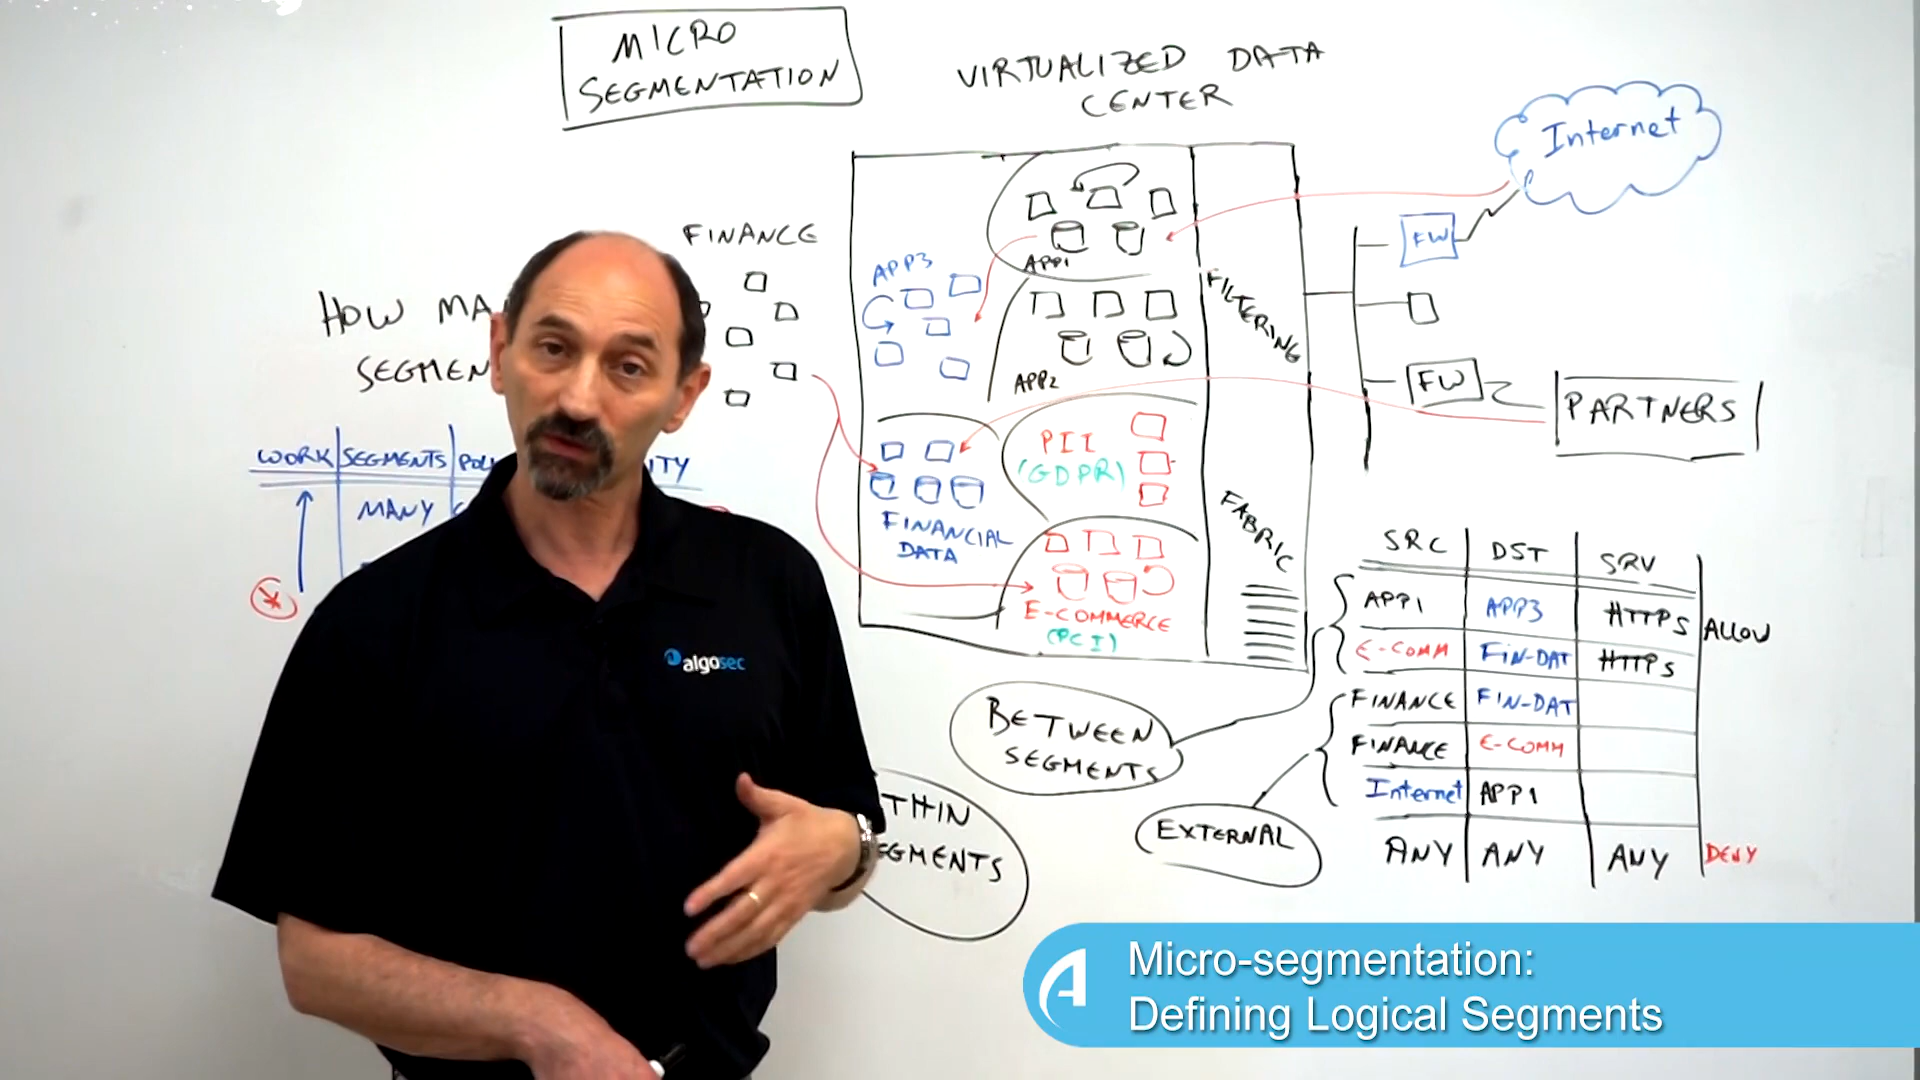 MICRO
SEGMENTATION
VIRTUALIZED DATA
CENTER
Internet
FINANCE
HOW
SEGMEN
WORK SEGMENTS
MANY
ITY
APP3
APP1
APP2
FINANCIAL
DATA
PII
(GDPR)
E-COMMERCE
(PCI)
FILTERING
FABRIC
FW
FW
PARTNERS
SRC DST SRV
APP1 APP3 HTTPS ALLOW
E-COMM FIN-DAT HTTPS
FINANCE FIN-DAT
FINANCE E-COMM
Internet APP1
ANY ANY ANY DENY
BETWEEN
SEGMENTS
EXTERNAL
THIN
EGMENTS
algosec
Micro-segmentation:
Defining Logical Segments